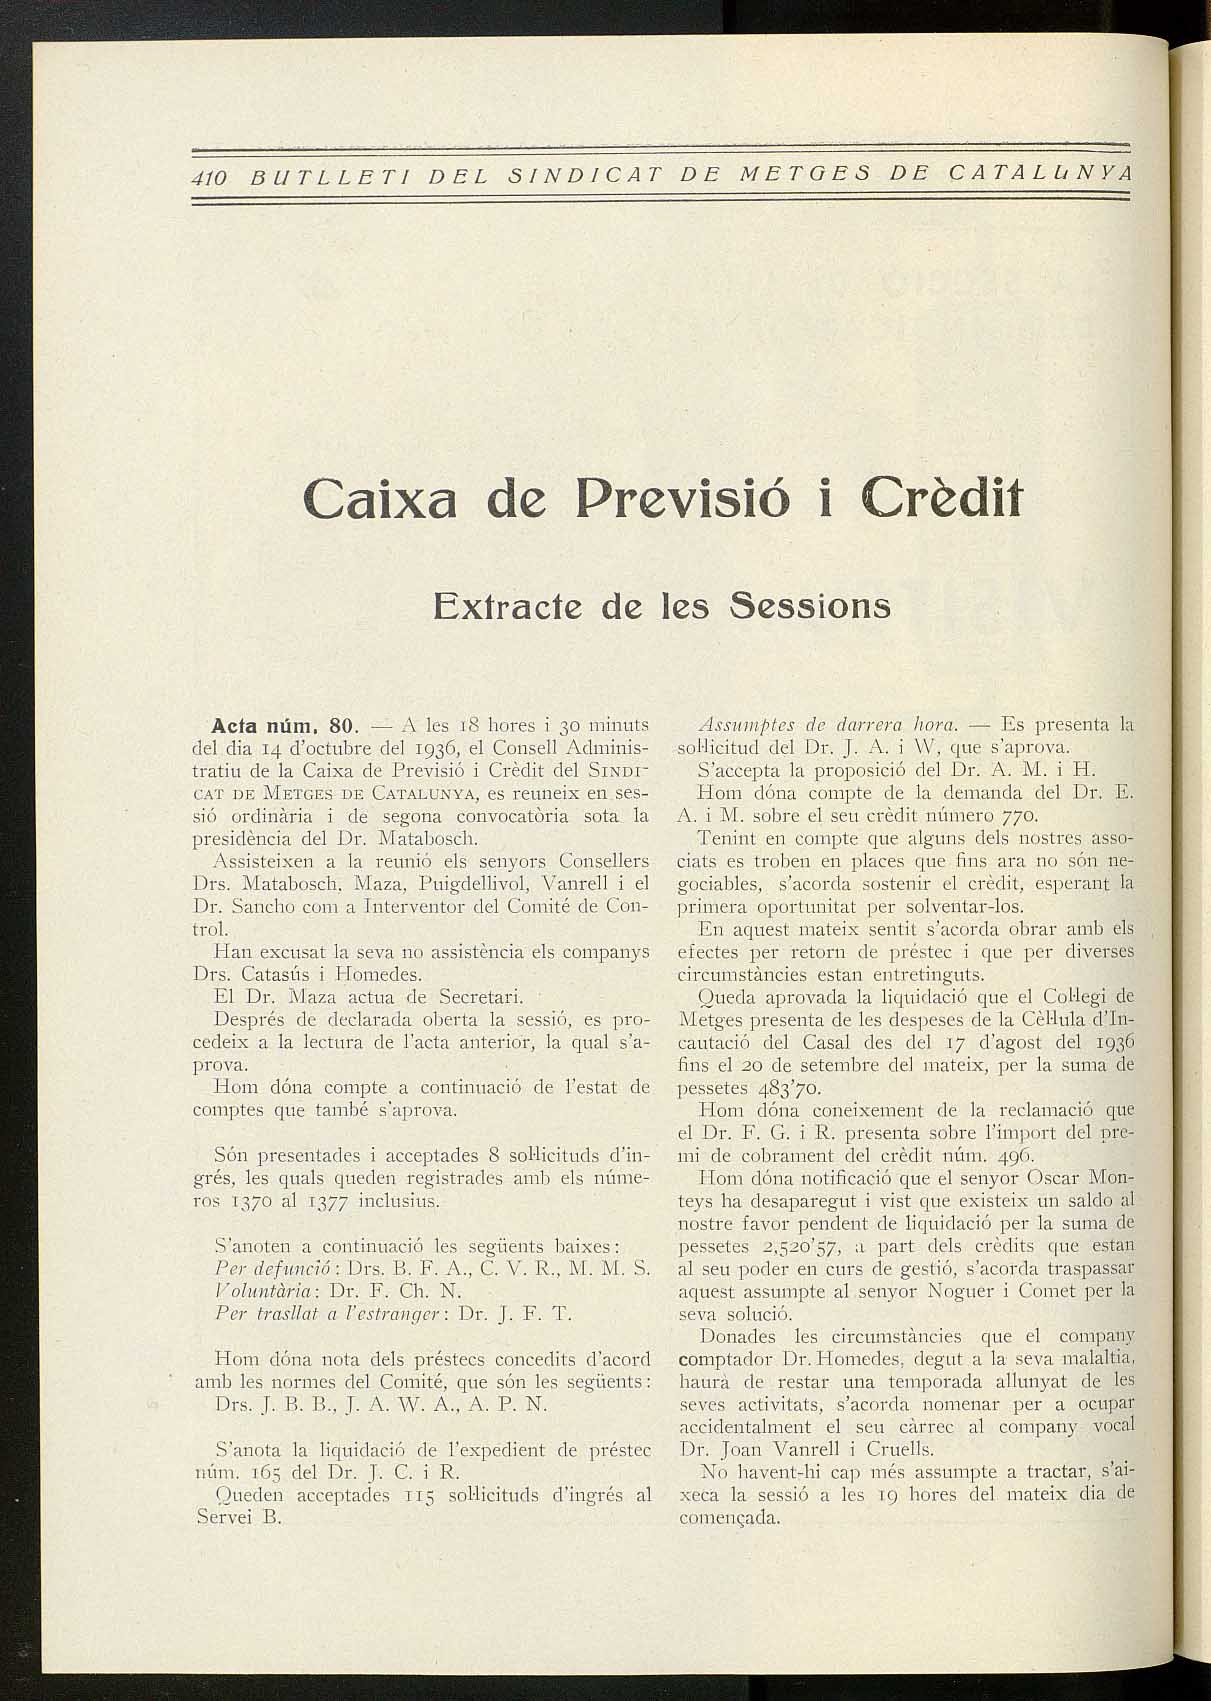 410 BUTLLETI DEL SINDICAT DE METGES DE CATALUNYA
Caixa de Previsió i Crèdit
Extracte de les Sessions
Acta núm. 80. — A les 18 hores i 30 minuts
del dia 14 d'octubre del 1936, el Consell Adminis-
tratiu de la Caixa de Previsió i Crèdit del SINDI-
CAT DE METGES DE CATALUNYA, es reuneix en ses-
sió ordinària i de segona convocatòria sota la
presidència del Dr. Matabosch.
Assisteixen a la reunió els senyors Consellers
Drs. Matabosch, Maza, Puigdellivol, Vanrell i el
Dr. Sancho com a Interventor del Comité de Con-
trol.
Han excusat la seva no assistència els companys
Drs. Catasús i Homedes.
El Dr. Maza actua de Secretari.
Després de declarada oberta la sessió, es pro-
cedeix a la lectura de l'acta anterior, la qual s'a-
prova.
Hom dóna compte a continuació de l'estat de
comptes que també s'aprova.
Són presentades i acceptades 8 sol·licituds d'in-
grés, les quals queden registrades amb els núme-
ros 1370 al 1377 inclusius.
S'anoten a continuació les següents baixes:
Per defunció: Drs. B. F. A., C. V. R., M. M. S.
Voluntària: Dr. F. Ch. N.
Per trasllat a l'estranger: Dr. J. F. T.
Hom dóna nota dels préstecs concedits d'acord
amb les normes del Comité, que són les següents:
Drs. J. B. B., J. A. W. A., A. P. N.
S'anota la liquidació de l'expedient de préstec
núm. 165 del Dr. J. C. i R.
Queden acceptades 115 sol·licituds d'ingrés al
Servei B.
Assumptes de darrera hora. — Es presenta la
sol·licitud del Dr. J. A. i W, que s'aprova.
S'accepta la proposició del Dr. A. M. i H.
Hom dóna compte de la demanda del Dr. E.
A. i M. sobre el seu crèdit número 770.
Tenint en compte que alguns dels nostres asso-
ciats es troben en places que fins ara no són ne-
gociables, s'acorda sostenir el crèdit, esperant la
primera oportunitat per solventar-los.
En aquest mateix sentit s'acorda obrar amb els
efectes per retorn de préstec i que per diverses
circumstàncies estan entretinguts.
Queda aprovada la liquidació que el Col·legi de
Metges presenta de les despeses de la Cèl·lula d'In-
cautació del Casal des del 17 d'agost del 1936
fins el 20 de setembre del mateix, per la suma de
pessetes 483'70.
Hom dóna coneixement de la reclamació que
el Dr. F. G. i R. presenta sobre l'import del pre-
mi de cobrament del crèdit núm. 496.
Hom dóna notificació que el senyor Oscar Mon-
teys ha desaparegut i vist que existeix un saldo al
nostre favor pendent de liquidació per la suma de
pessetes 2,520'57, a part dels crèdits que estan
al seu poder en curs de gestió, s'acorda traspassar
aquest assumpte al senyor Noguer i Comet per la
seva solució.
Donades les circumstàncies que el company
comptador Dr. Homedes, degut a la seva malaltia,
haurà de restar una temporada allunyat de les
seves activitats, s'acorda nomenar per a ocupar
accidentalment el seu càrrec al company vocal
Dr. Joan Vanrell i Cruells.
No havent-hi cap més assumpte a tractar, s'ai-
xeca la sessió a les 19 hores del mateix dia de
començada.